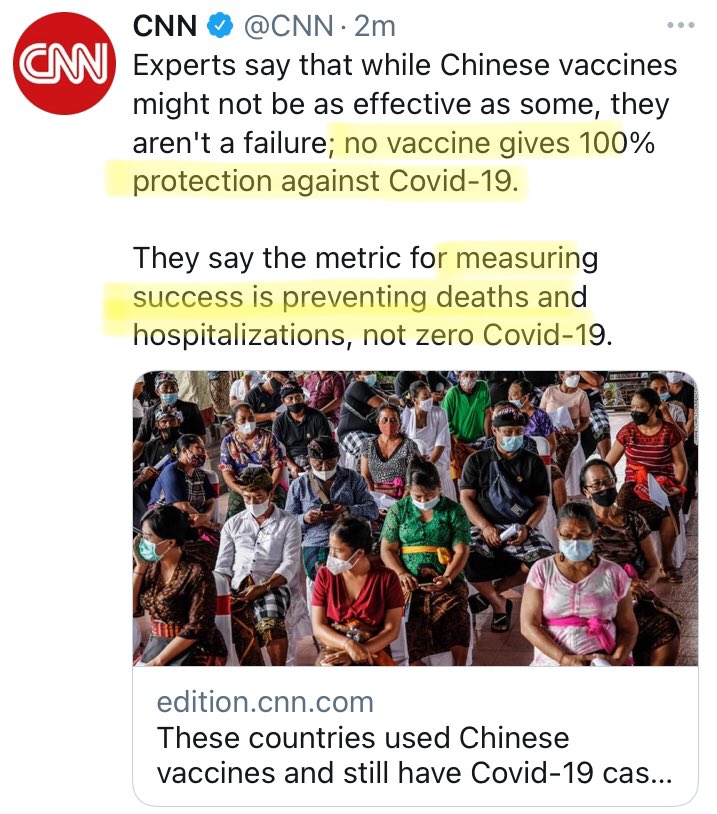 CNN
CNN @CNN · 2m
Experts say that while Chinese vaccines
might not be as effective as some, they
aren't a failure; no vaccine gives 100%
protection against Covid-19.
They say the metric for measuring
success is preventing deaths and
hospitalizations, not zero Covid-19.
edition.cnn.com
These countries used Chinese
vaccines and still have Covid-19 cas...